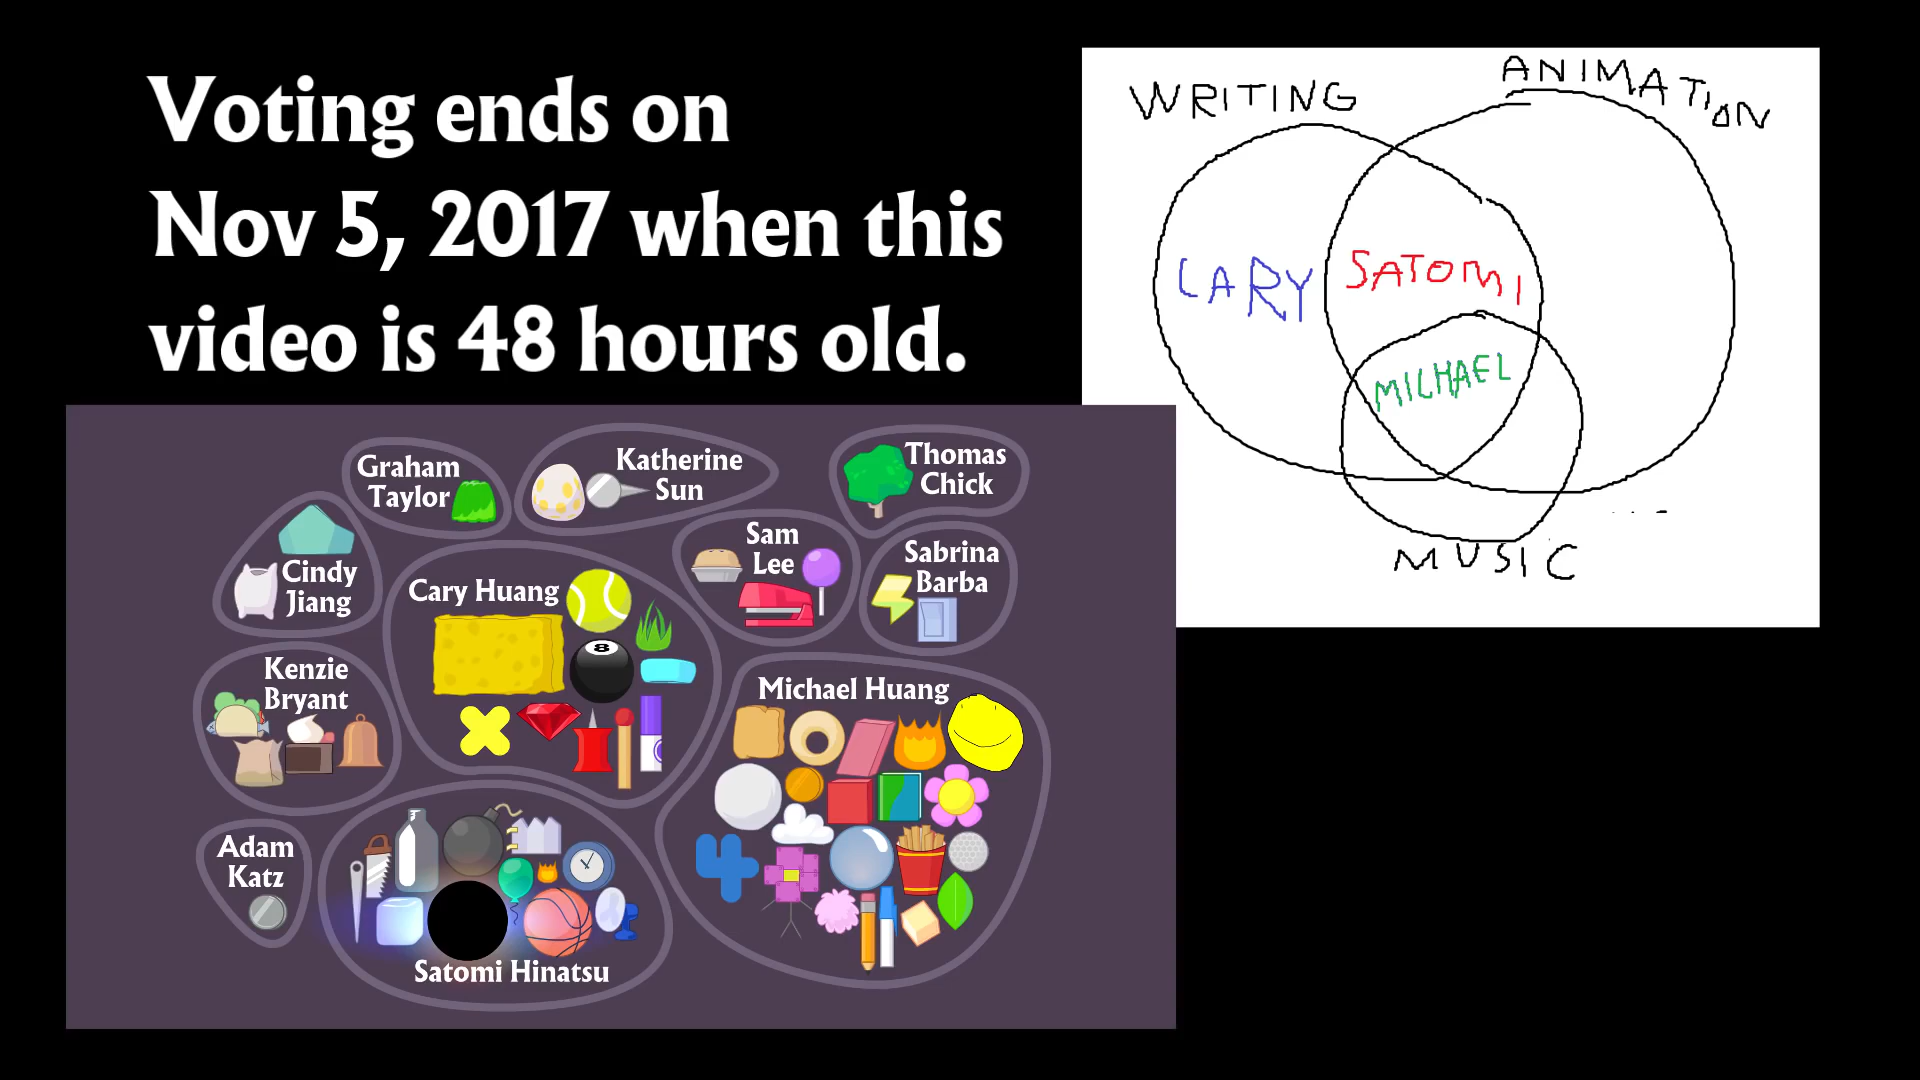 Voting ends on
Nov 5, 2017 when this
video is 48 hours old.
WRITING
ANIMATION
CARY
SATOMI
MICHAEL
MUSIC
Graham
Taylor
Katherine
Sun
Thomas
Chick
Cindy
Jiang
Cary Huang
8
Sam
Lee
Sabrina
Barba
Kenzie
Bryant
Michael Huang
Adam
Katz
Satomi Hinatsu